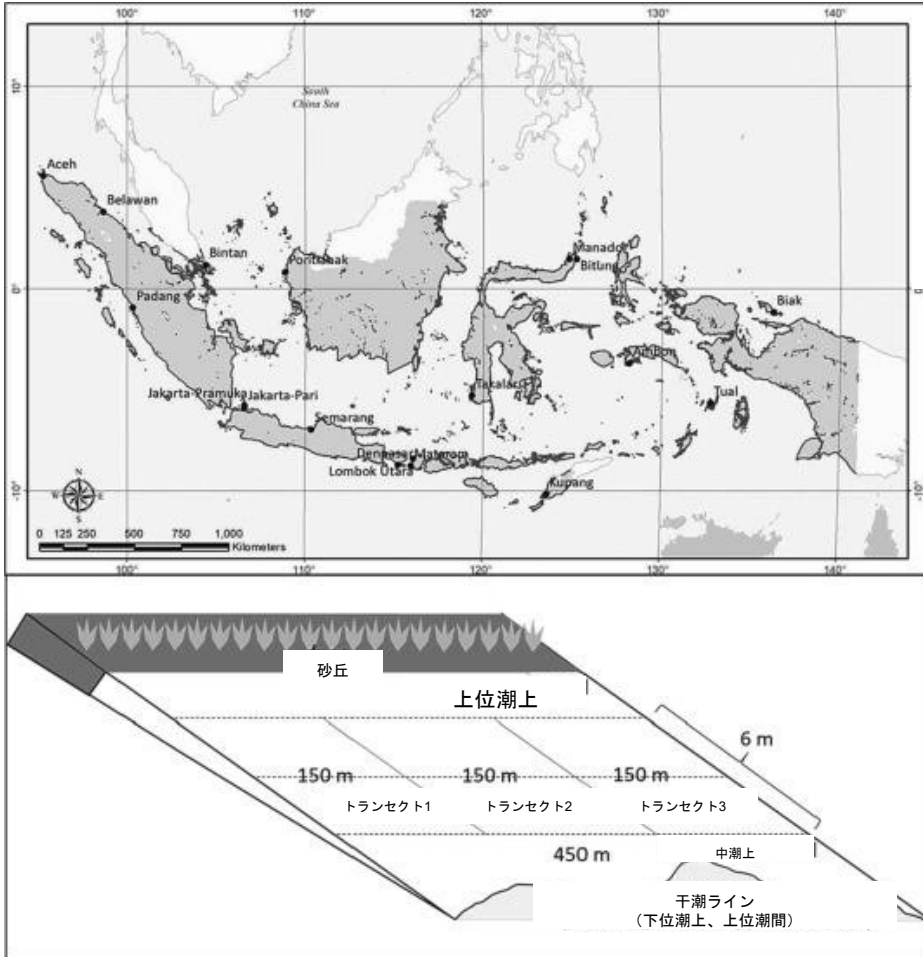 100°
110°
120°
130°
140°
10°
10°
South
China Sea
Aceh
Belawan
Bintan
Pontianak
Manado
Bitung
0°
0°
Padang
Biak
Ambon
Jakarta-Pramuka
Jakarta-Pari
Takalar
Tual
Semarang
Denpasar
Mataram
Lombok Utara
Kupang
N
W
E
S
-10°
-10°
0 125 250 500 750 1,000
Kilometers
100°
110°
120°
130°
140°
砂丘
上位潮上
6 m
150 m
150 m
150 m
トランセクト1
トランセクト2
トランセクト3
450 m
中潮上
干潮ライン
(下位潮上、上位潮間)